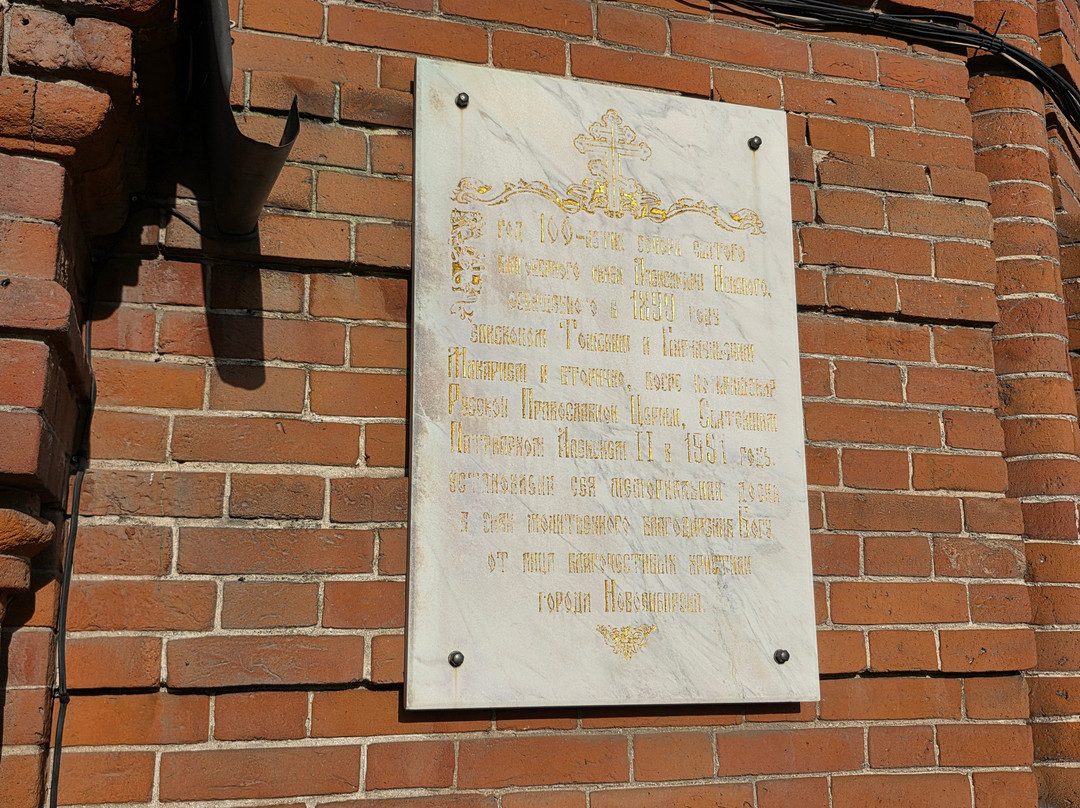 В год 100-летия собора святого
благоверного князя Александра Невского,
освященного в 1899 году
епископом Томским и Барнаульским
Макарием и вторично, после поругания
Русской Православной Церкви, Святейшим
Патриархом Алексием II в 1991 году,
установлена сия мемориальная доска
в знак молитвенного благодарения Богу
от лица благочестивых христиан
города Новосибирска.